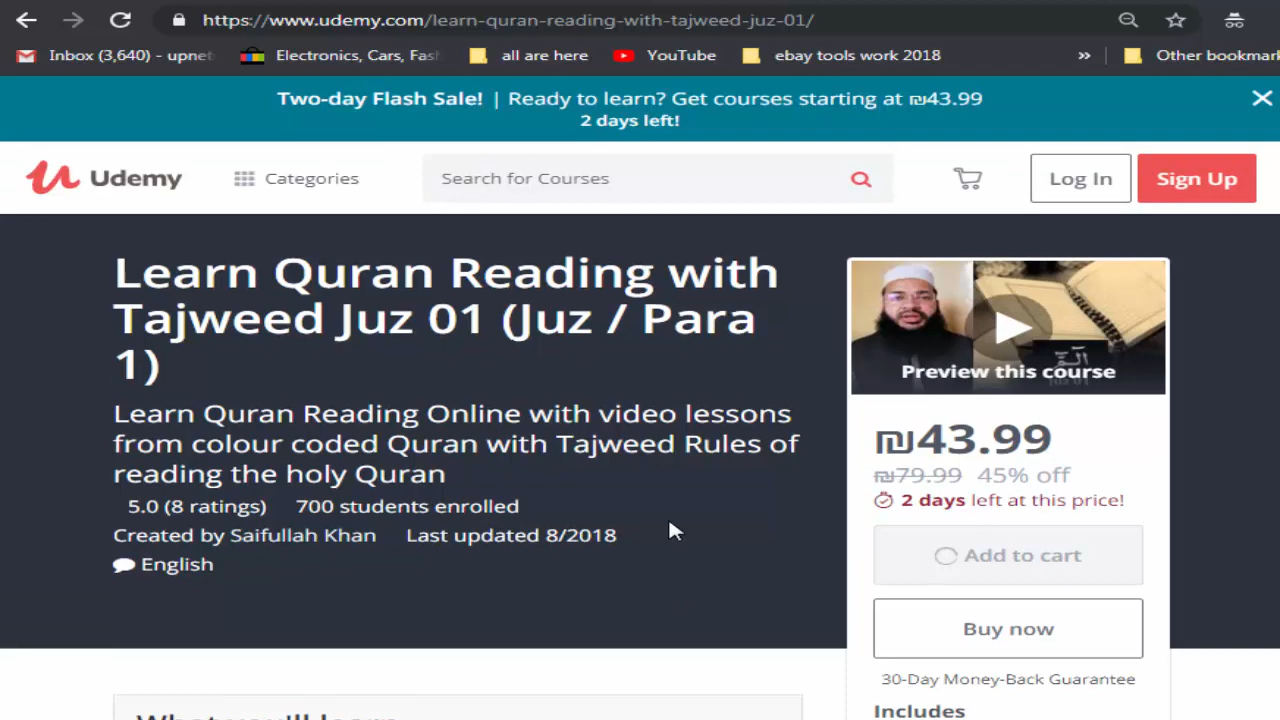 https://www.udemy.com/learn-quran-reading-with-tajweed-juz-01/
Inbox (3,640) - upnet
Electronics, Cars, Fash
all are here
YouTube
ebay tools work 2018
»
Other bookmar
Two-day Flash Sale! | Ready to learn? Get courses starting at ₪43.99
2 days left!
Udemy
Categories
Search for Courses
Log In
Sign Up
Learn Quran Reading with
Tajweed Juz 01 (Juz / Para
1)
Learn Quran Reading Online with video lessons
from colour coded Quran with Tajweed Rules of
reading the holy Quran
5.0 (8 ratings) 700 students enrolled
Created by Saifullah Khan Last updated 8/2018
English
Preview this course
₪43.99
₪79.99 45% off
2 days left at this price!
Add to cart
Buy now
30-Day Money-Back Guarantee
Includes
What you'll learn